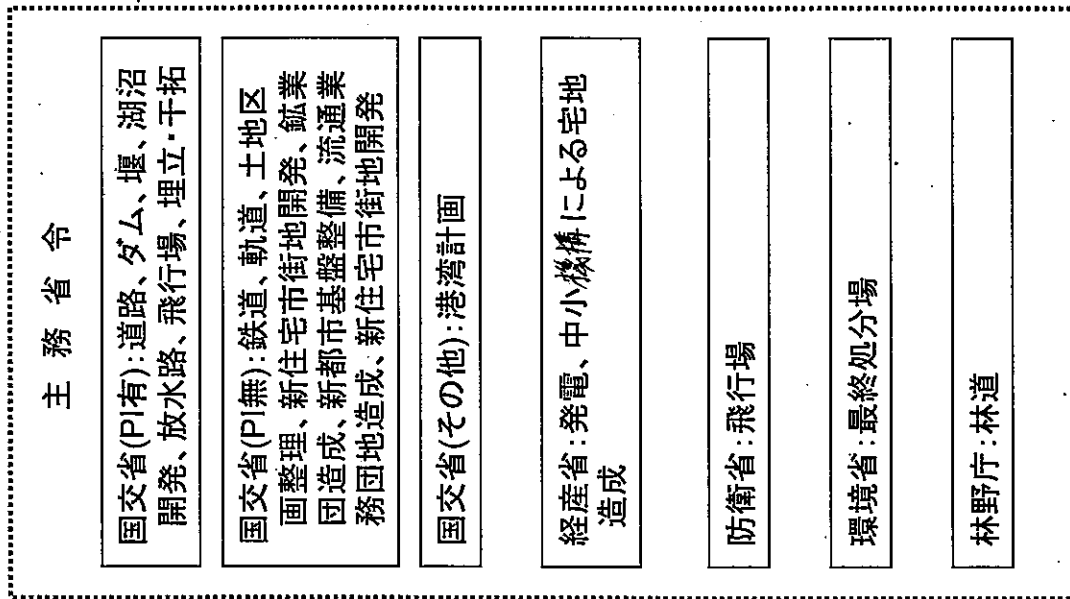 主務省令
国交省(PI有):道路、ダム、堰、湖沼
開発、放水路、飛行場、埋立・干拓
国交省(PI無):鉄道、軌道、土地区
画整理、新住宅市街地開発、鉱業
団造成、新都市基盤整備、流通業
務団地造成、新住宅市街地開発
国交省(その他):港湾計画
経産省:発電、中小機構による宅地
造成
防衛省:飛行場
環境省:最終処分場
林野庁:林道